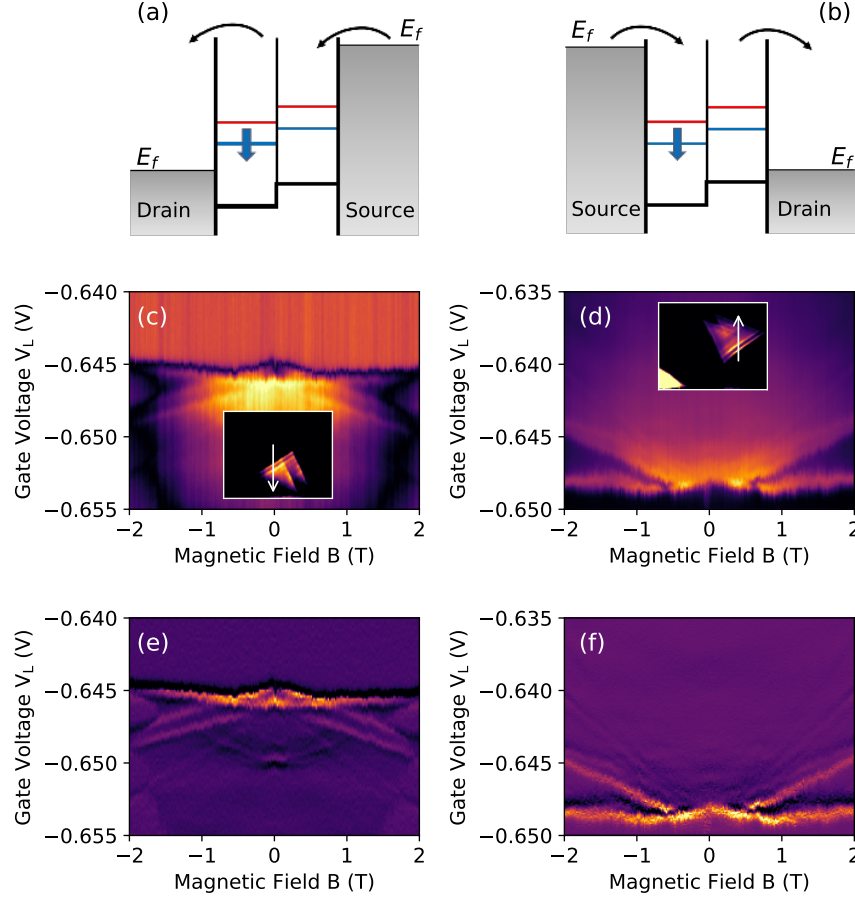 (a)
(b)
E_f
E_f
E_f
E_f
Drain
Source
Source
Drain
−0.640
−0.645
−0.650
−0.655
Gate Voltage V_L (V)
(c)
−2
−1
0
1
2
Magnetic Field B (T)
−0.635
−0.640
−0.645
−0.650
Gate Voltage V_L (V)
(d)
−2
−1
0
1
2
Magnetic Field B (T)
−0.640
−0.645
−0.650
−0.655
Gate Voltage V_L (V)
(e)
−2
−1
0
1
2
Magnetic Field B (T)
−0.635
−0.640
−0.645
−0.650
Gate Voltage V_L (V)
(f)
−2
−1
0
1
2
Magnetic Field B (T)